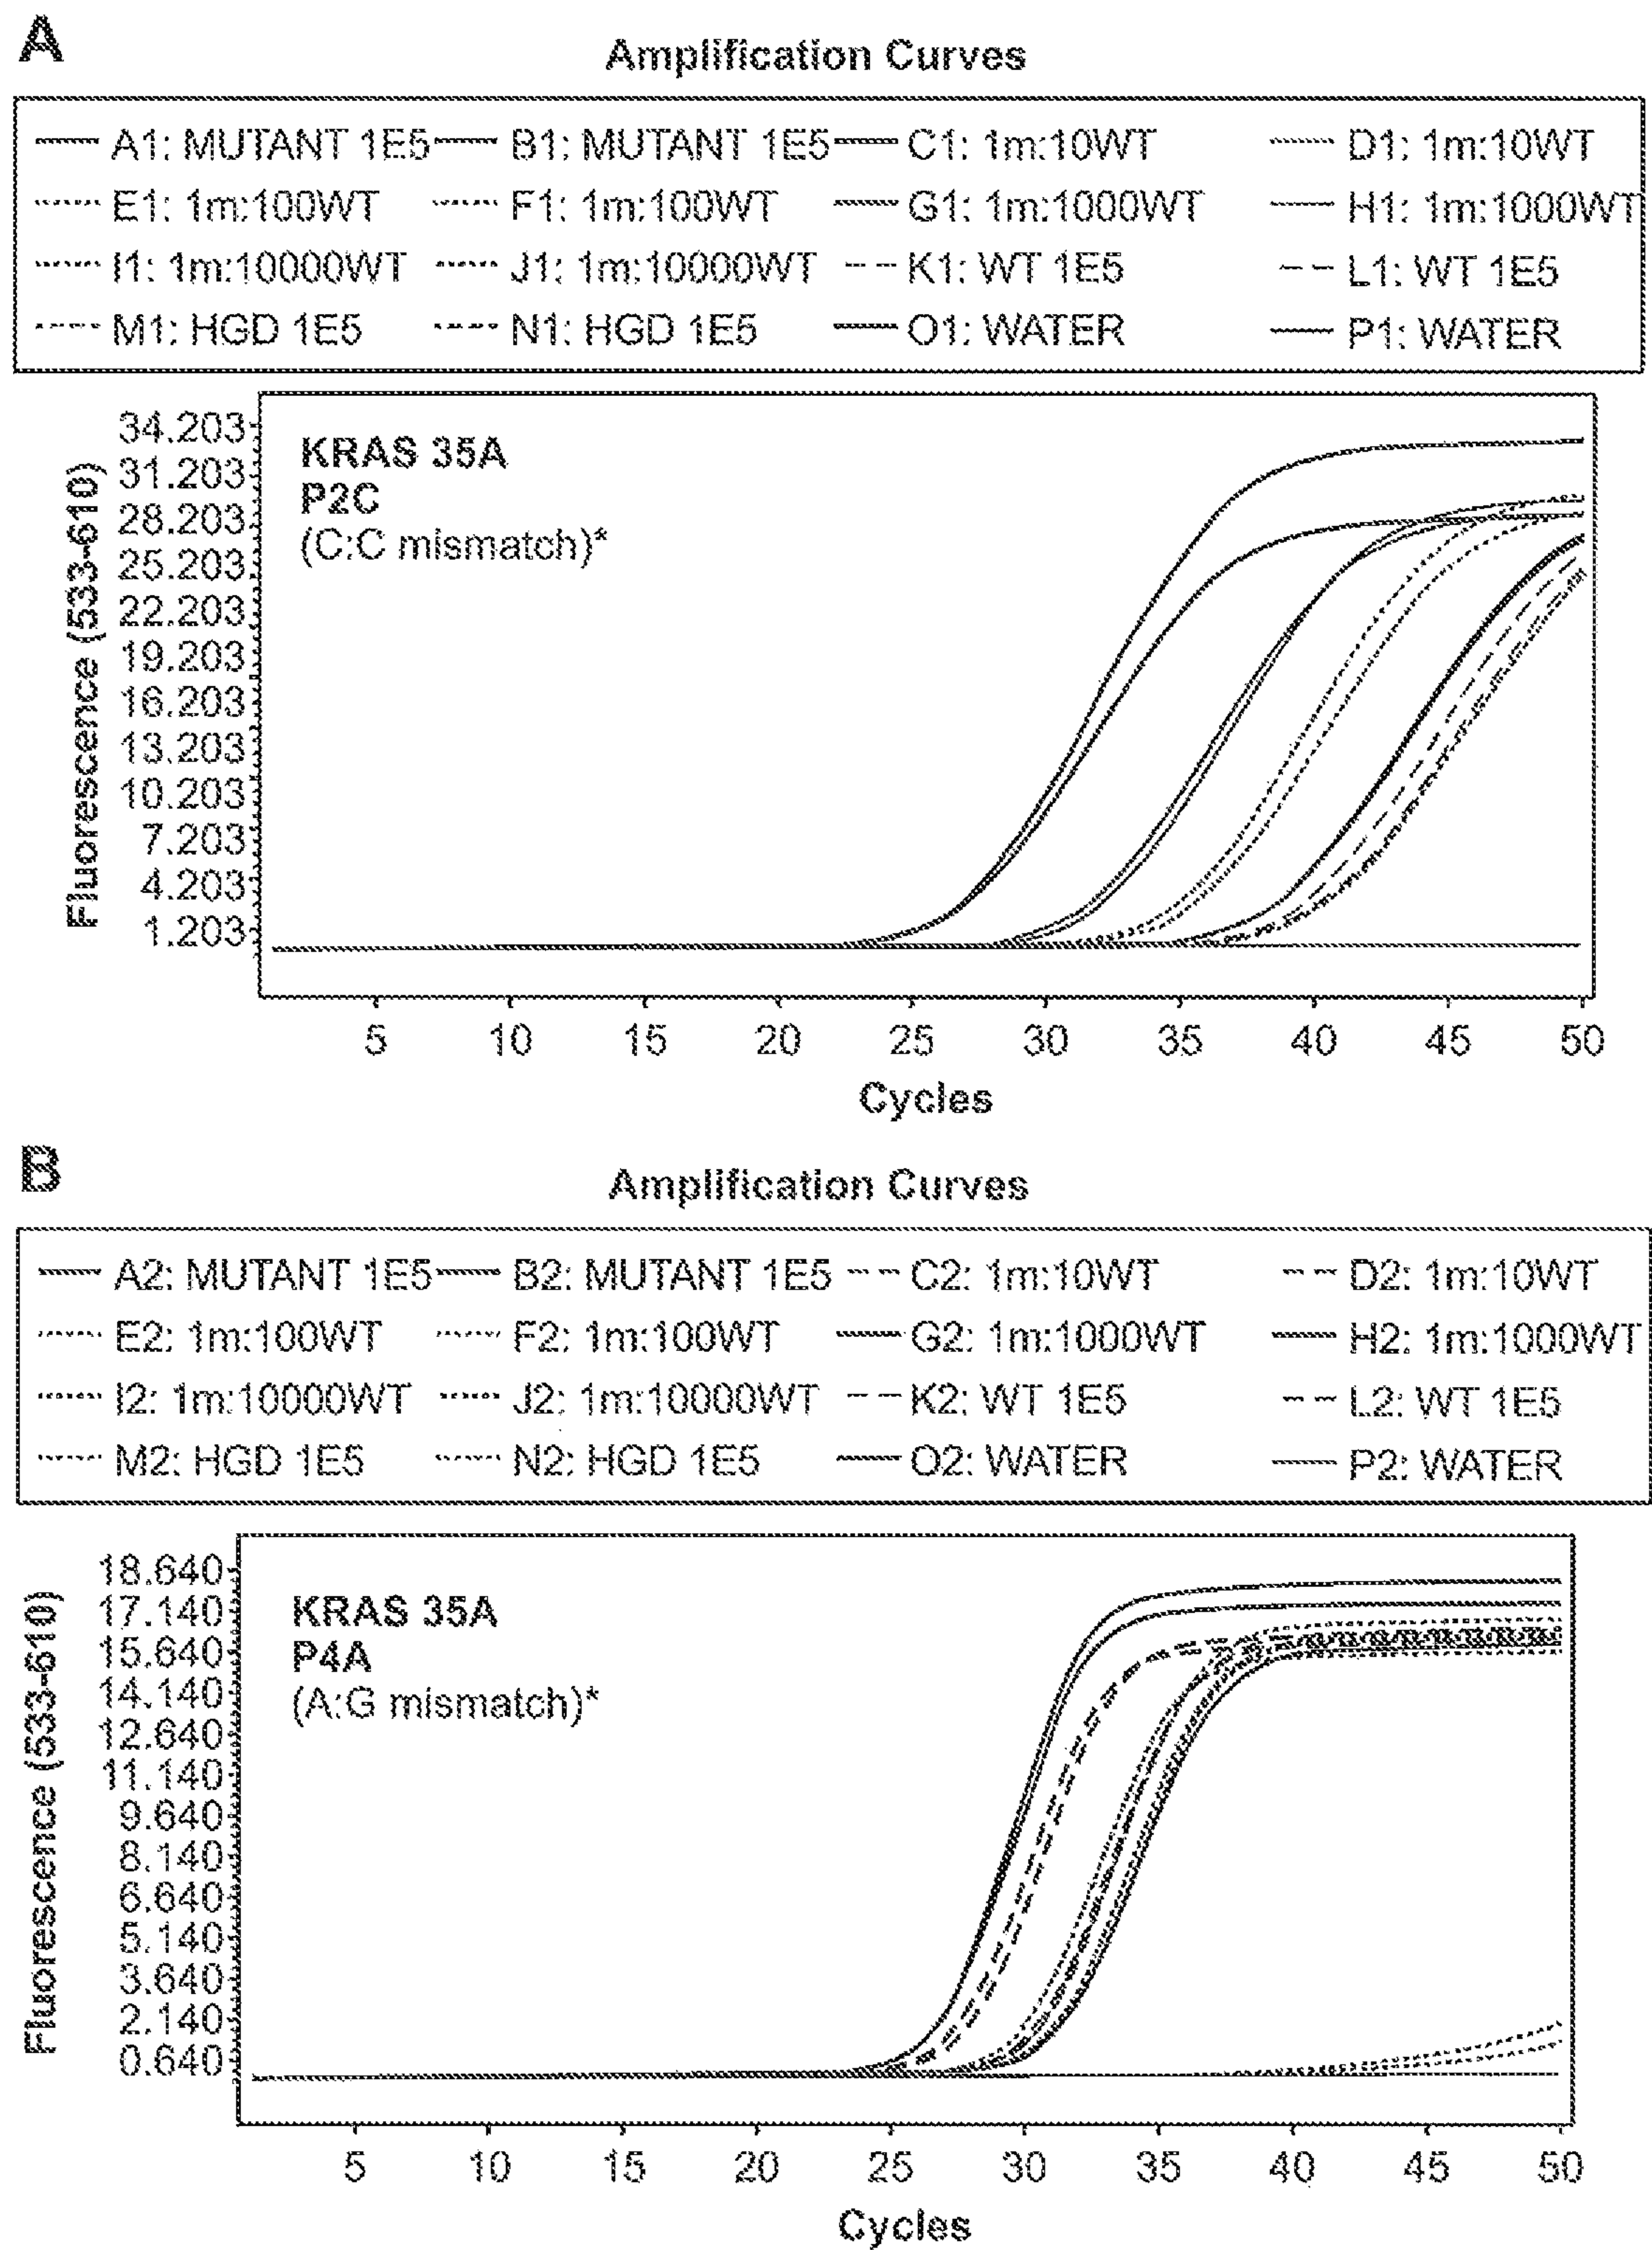 A
Amplification Curves
A1: MUTANT 1E5 B1: MUTANT 1E5 C1: 1m:10WT D1: 1m:10WT
E1: 1m:100WT F1: 1m:100WT G1: 1m:1000WT H1: 1m:1000WT
I1: 1m:10000WT J1: 1m:10000WT K1: WT 1E5 L1: WT 1E5
M1: HGD 1E5 N1: HGD 1E5 O1: WATER P1: WATER
Fluorescence (533-610)
34.203
31.203
28.203
25.203
22.203
19.203
16.203
13.203
10.203
7.203
4.203
1.203
KRAS 35A
P2C
(C:C mismatch)*
5 10 15 20 25 30 35 40 45 50
Cycles
B
Amplification Curves
A2: MUTANT 1E5 B2: MUTANT 1E5 C2: 1m:10WT D2: 1m:10WT
E2: 1m:100WT F2: 1m:100WT G2: 1m:1000WT H2: 1m:1000WT
I2: 1m:10000WT J2: 1m:10000WT K2: WT 1E5 L2: WT 1E5
M2: HGD 1E5 N2: HGD 1E5 O2: WATER P2: WATER
Fluorescence (533-610)
18.640
17.140
15.640
14.140
12.640
11.140
9.640
8.140
6.640
5.140
3.640
2.140
0.640
KRAS 35A
P4A
(A:G mismatch)*
5 10 15 20 25 30 35 40 45 50
Cycles